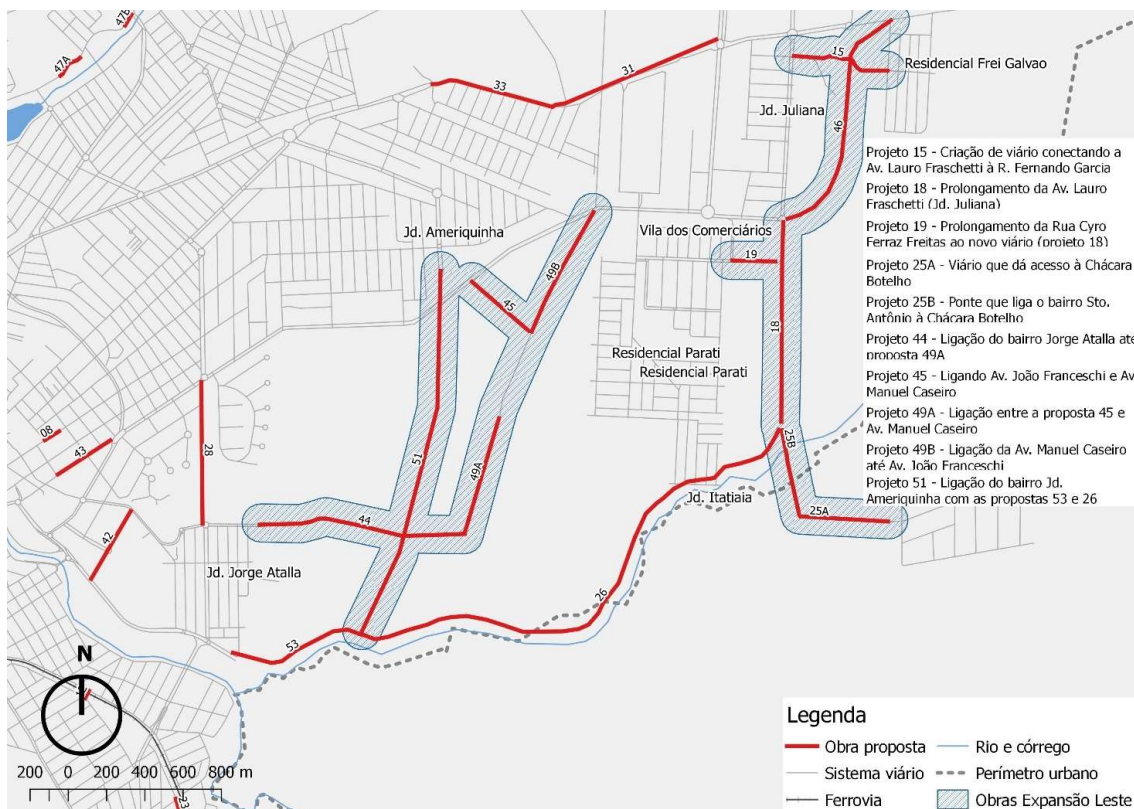 47B
47A
31
33
15
Residencial Frei Galvao
Jd. Juliana
46
Projeto 15 - Criação de viário conectando a
Av. Lauro Fraschetti à R. Fernando Garcia
Projeto 18 - Prolongamento da Av. Lauro
Fraschetti (Jd. Juliana)
Projeto 19 - Prolongamento da Rua Cyro
Ferraz Freitas ao novo viário (projeto 18)
Projeto 25A - Viário que dá acesso à Chácara
Botelho
Projeto 25B - Ponte que liga o bairro Sto.
Antônio à Chácara Botelho
Projeto 44 - Ligação do bairro Jorge Atalla até
proposta 49A
Projeto 45 - Ligando Av. João Franceschi e Av
Manuel Caseiro
Projeto 49A - Ligação entre a proposta 45 e
Av. Manuel Caseiro
Projeto 49B - Ligação da Av. Manuel Caseiro
até Av. João Franceschi
Projeto 51 - Ligação do bairro Jd.
Ameriquinha com as propostas 53 e 26
Jd. Ameriquinha
Vila dos Comerciários
49B
19
45
18
Residencial Parati
Residencial Parati
08
43
28
51
49A
25B
Jd. Itatiaia
44
25A
42
Jd. Jorge Atalla
26
53
N
200 0 200 400 600 800 m
23
Legenda
Obra proposta
Rio e córrego
Sistema viário
Perímetro urbano
Ferrovia
Obras Expansão Leste